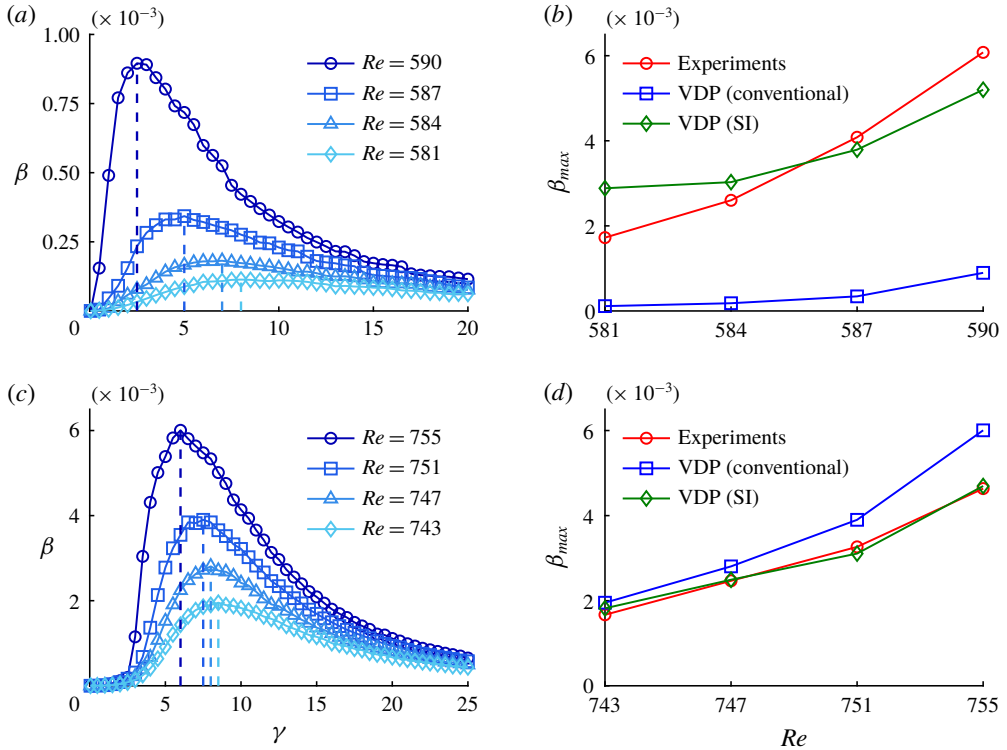 (a)
(× 10⁻³)
1.00
0.75
0.50
0.25
0
5
10
15
20
β
Re = 590
Re = 587
Re = 584
Re = 581
(b)
(× 10⁻³)
6
4
2
0
581
584
587
590
βmax
Experiments
VDP (conventional)
VDP (SI)
(c)
(× 10⁻³)
6
4
2
0
5
10
15
20
25
β
γ
Re = 755
Re = 751
Re = 747
Re = 743
(d)
(× 10⁻³)
6
4
2
0
743
747
751
755
βmax
Re
Experiments
VDP (conventional)
VDP (SI)